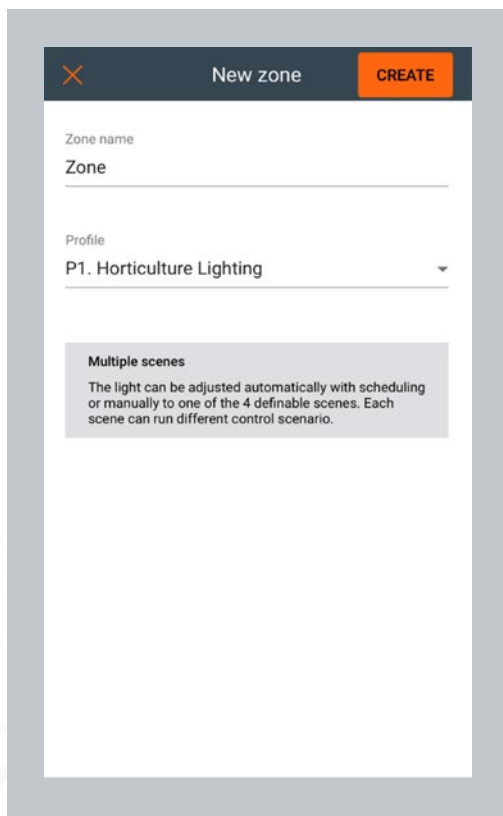 New zone
CREATE
Zone name
Zone
Profile
P1. Horticulture Lighting
Multiple scenes
The light can be adjusted automatically with scheduling
or manually to one of the 4 definable scenes. Each
scene can run different control scenario.